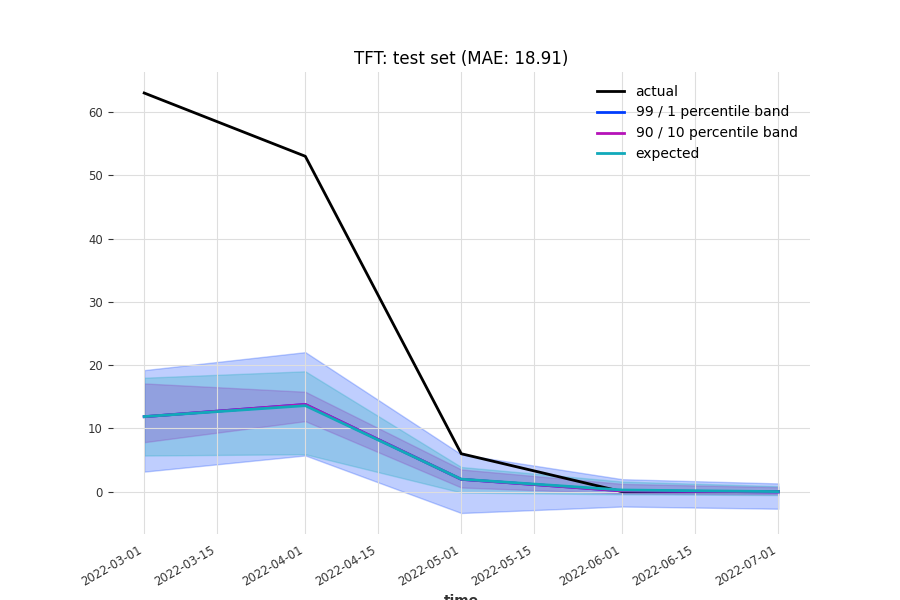 TFT: test set (MAE: 18.91)
actual
99 / 1 percentile band
90 / 10 percentile band
expected
60
50
40
30
20
10
0
2022-03-01
2022-03-15
2022-04-01
2022-04-15
2022-05-01
2022-05-15
2022-06-01
2022-06-15
2022-07-01
time